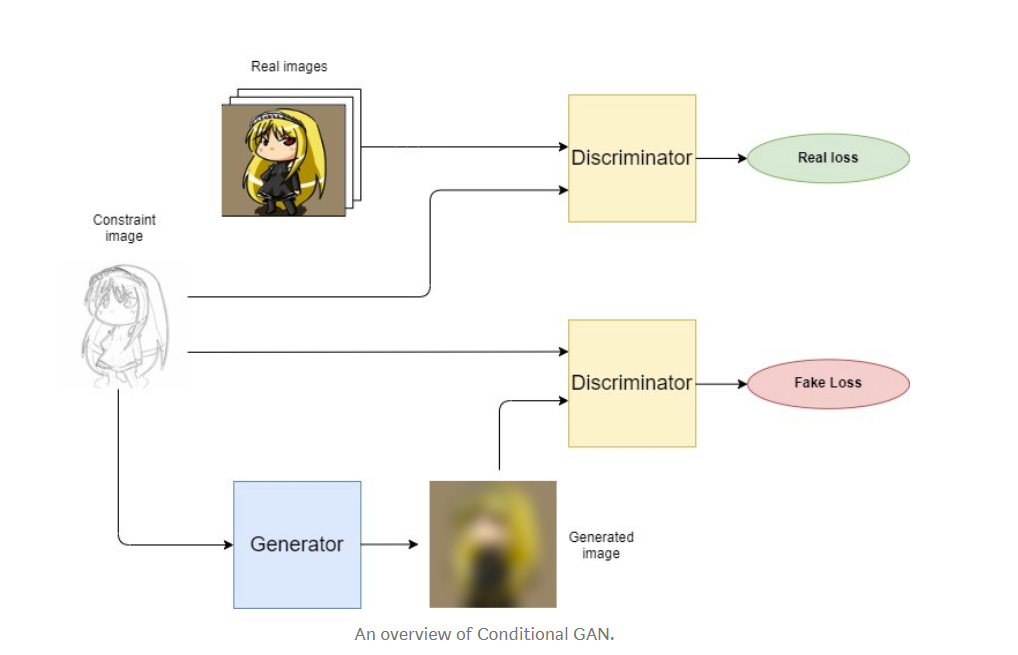 Real images
Discriminator
Real loss
Constraint
image
Discriminator
Fake Loss
Generator
Generated
image
An overview of Conditional GAN.